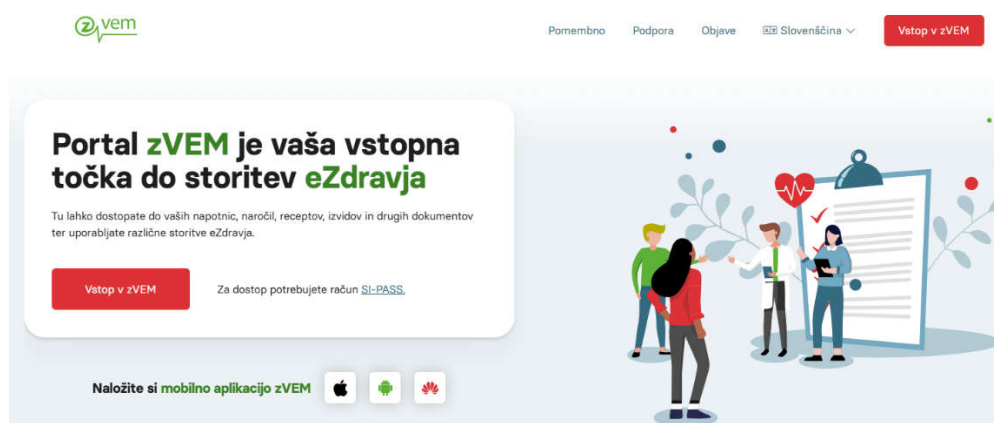 zvem
Pomembno
Podpora
Objave
Slovenščina
Vstop v zVEM
Portal zVEM je vaša vstopna
točka do storitev eZdravja
Tu lahko dostopate do vaših napotnic, naročil, receptov, izvidov in drugih dokumentov
ter uporabljate različne storitve eZdravja.
Vstop v zVEM
Za dostop potrebujete račun SI-PASS.
Naložite si mobilno aplikacijo zVEM